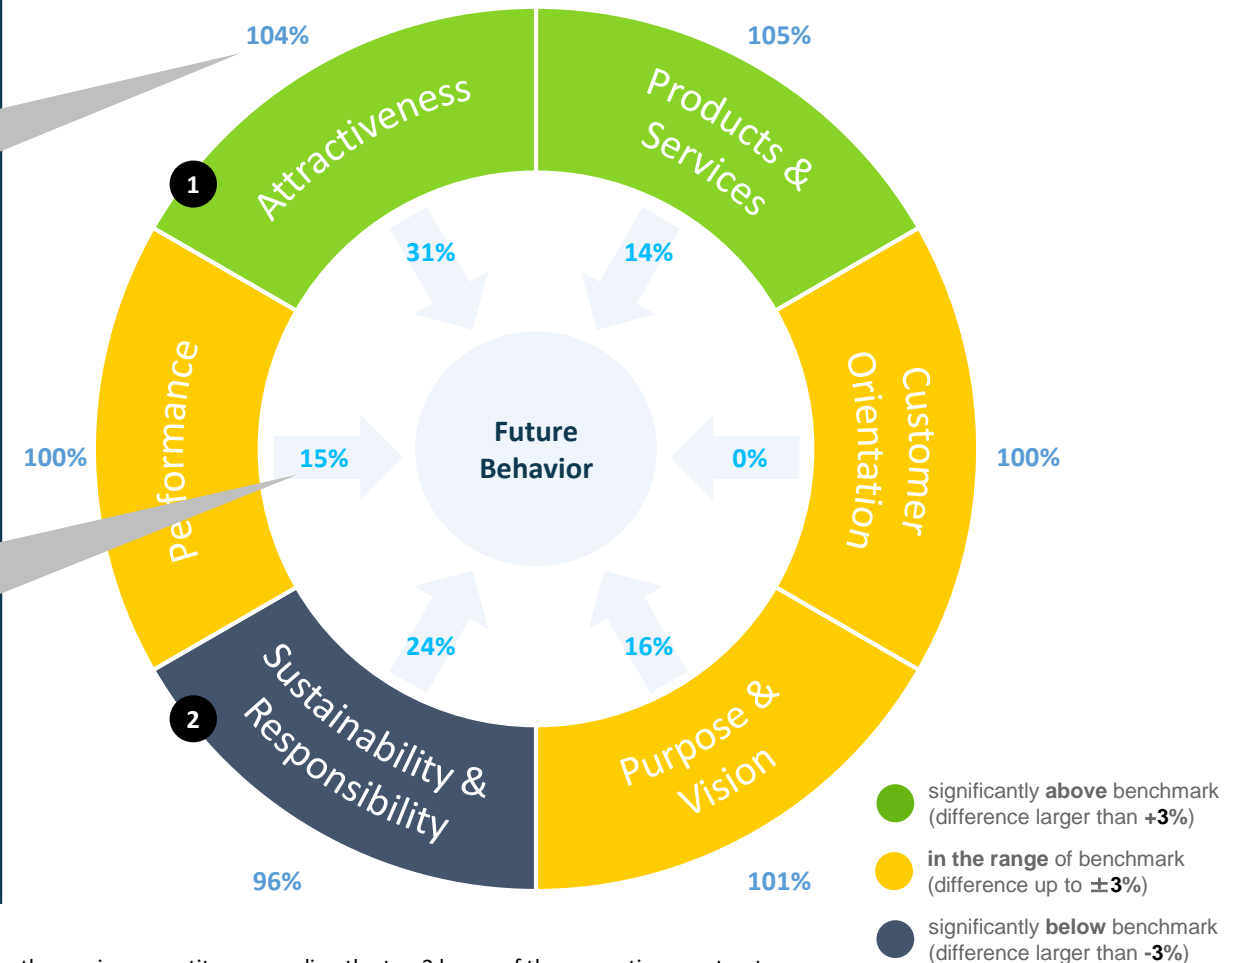 104%
105%
Attractiveness
Products &
Services
1
31%
14%
Performance
Customer
Orientation
Future
Behavior
100%
15%
0%
100%
24%
16%
Sustainability &
Responsibility
2
Purpose &
Vision
96%
101%
significantly above benchmark
(difference larger than +3%)
in the range of benchmark
(difference up to ±3%)
significantly below benchmark
(difference larger than -3%)